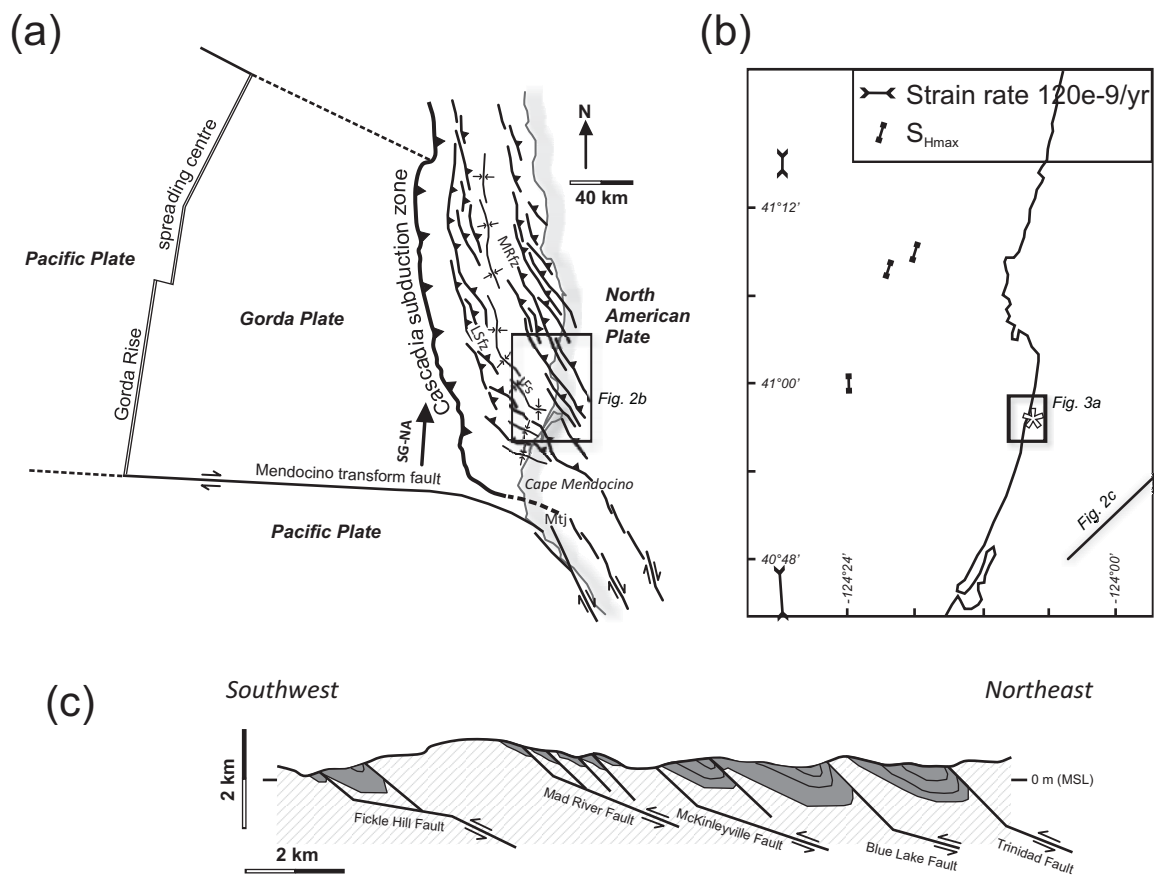 (a)
N
40 km
Pacific Plate
spreading centre
Gorda Rise
Gorda Plate
Cascadia subduction zone
MRfz
LSfz
Fs
North
American
Plate
Fig. 2b
SG-NA
Mendocino transform fault
Cape Mendocino
Pacific Plate
Mtj
(b)
Strain rate 120e-9/yr
SHmax
41°12'
41°00'
40°48'
Fig. 3a
Fig. 2c
-124°24'
-124°00'
(c)
Southwest
Northeast
2 km
0 m (MSL)
Fickle Hill Fault
Mad River Fault
McKinleyville Fault
Blue Lake Fault
Trinidad Fault
2 km